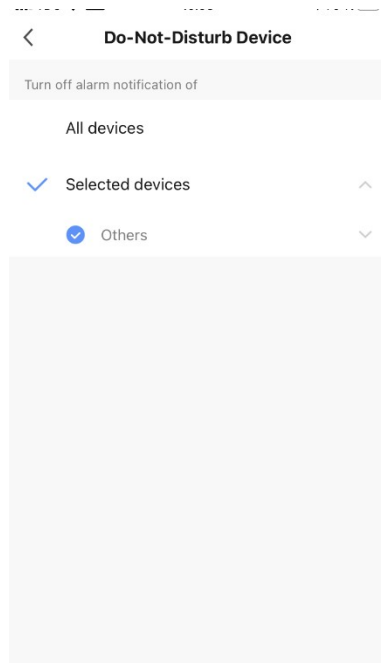 Do-Not-Disturb Device
Turn off alarm notification of
All devices
Selected devices
Others